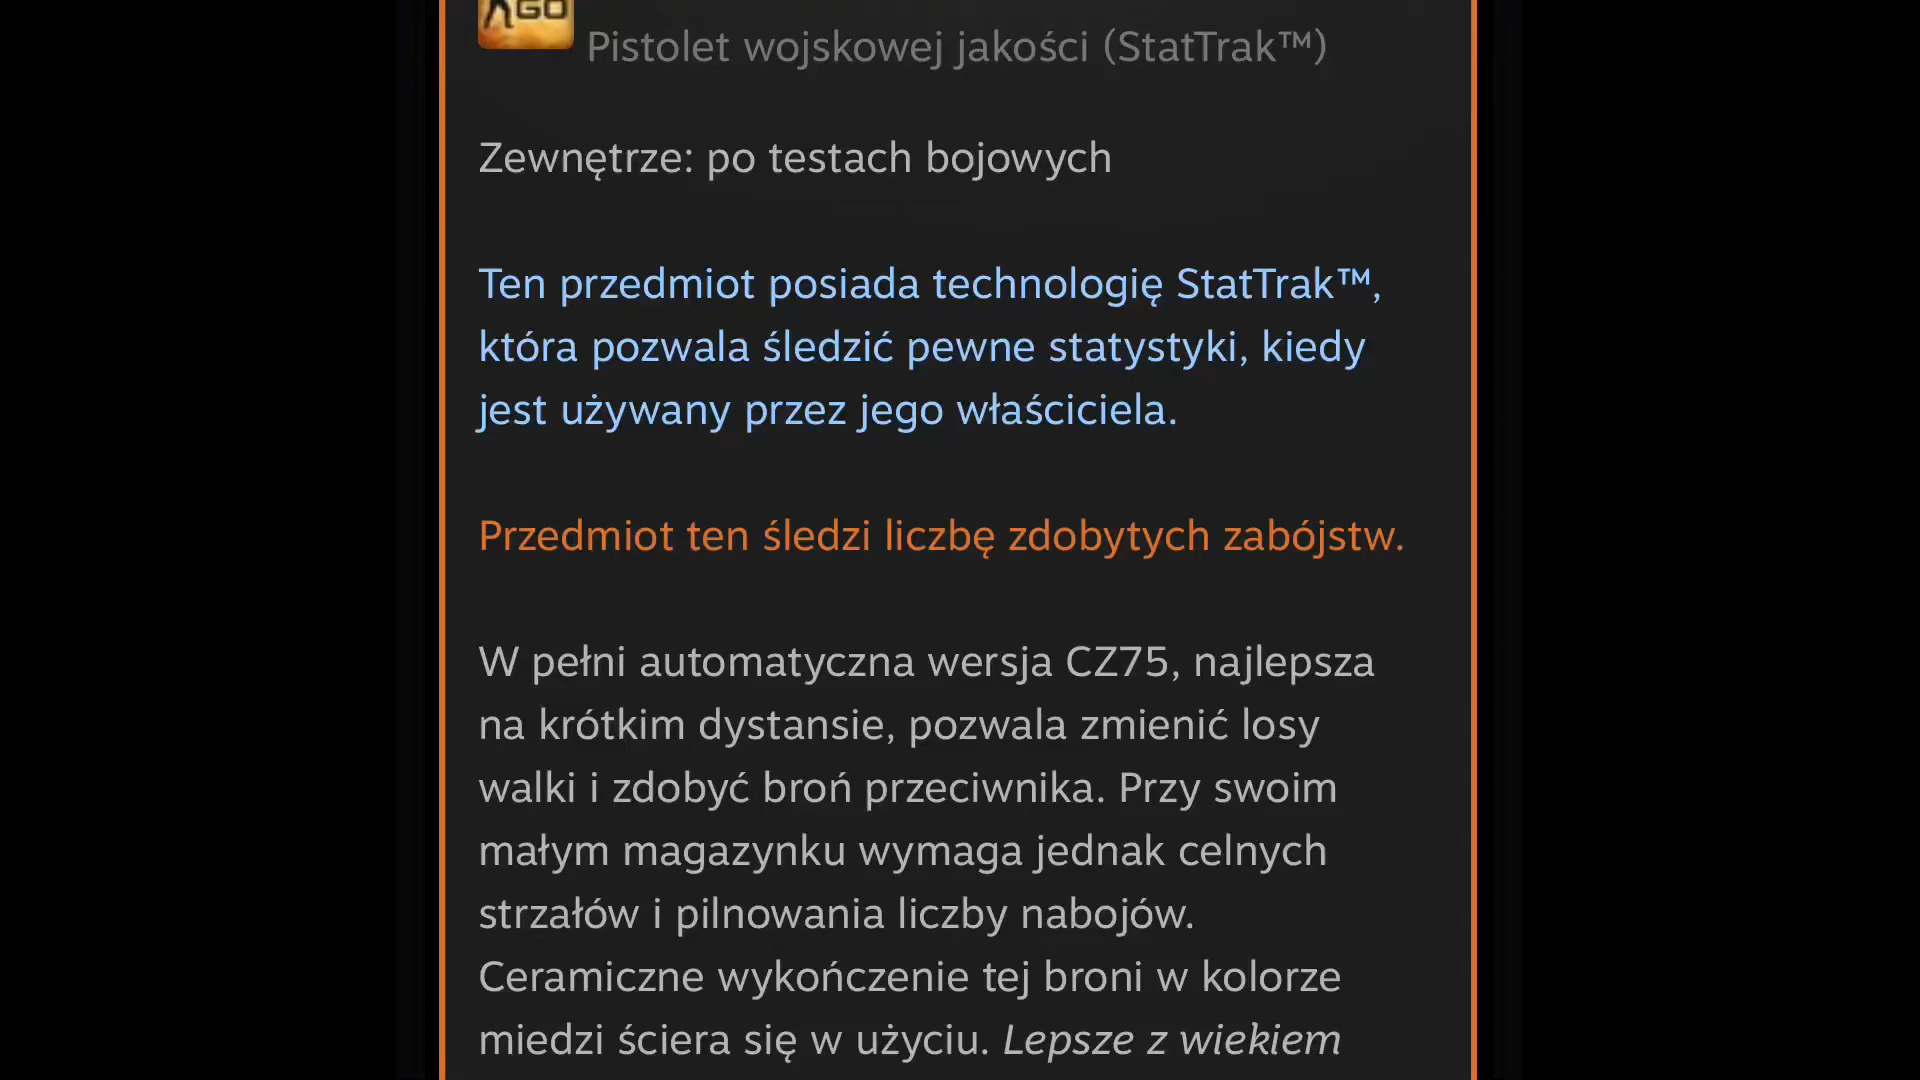 GO
Pistolet wojskowej jakości (StatTrak™)
Zewnętrze: po testach bojowych
Ten przedmiot posiada technologię StatTrak™,
która pozwala śledzić pewne statystyki, kiedy
jest używany przez jego właściciela.
Przedmiot ten śledzi liczbę zdobytych zabójstw.
W pełni automatyczna wersja CZ75, najlepsza
na krótkim dystansie, pozwala zmienić losy
walki i zdobyć broń przeciwnika. Przy swoim
małym magazynku wymaga jednak celnych
strzałów i pilnowania liczby nabojów.
Ceramiczne wykończenie tej broni w kolorze
miedzi ściera się w użyciu. Lepsze z wiekiem